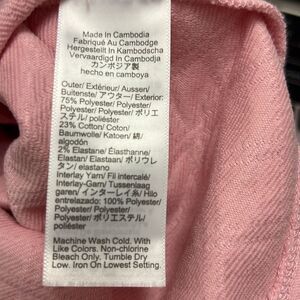 Made In Cambodia
Fabriqué Au Cambodge
Hergestellt In Kambodscha
Vervaardigd In Cambodja
カンボジア製
hecho en camboya
Outer/ Extérieur/ Aussen/
Buitenste/ アウター/ Exterior:
75% Polyester/ Polyester/
Polyester/ Polyester/ ポリエ
ステル/ poliéster
23% Cotton/ Coton/
Baumwolle/ Katoen/ 綿/
algodón
2% Elastane/ Élasthanne/
Elastan/ Elastaan/ ポリウレ
タン/ elastano
Interlay Yarn/ Fil intercalé/
Interlay-Garn/ Tussenlaag
garen/ インターレイ糸/ Hilo
entrelazado: 100% Polyester/
Polyester/ Polyester/
Polyester/ ポリエステル/
poliéster
Machine Wash Cold. With
Like Colors. Non-chlorine
Bleach Only. Tumble Dry
Low. Iron On Lowest Setting.